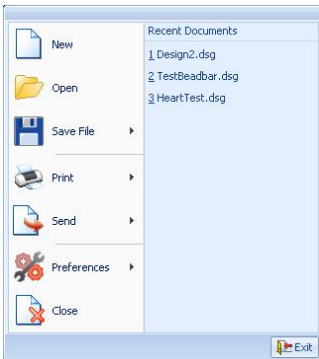 New
Open
Save File
Print
Send
Preferences
Close
Recent Documents
1 Design2.dsg
2 TestBeadbar.dsg
3 HeartTest.dsg
Exit